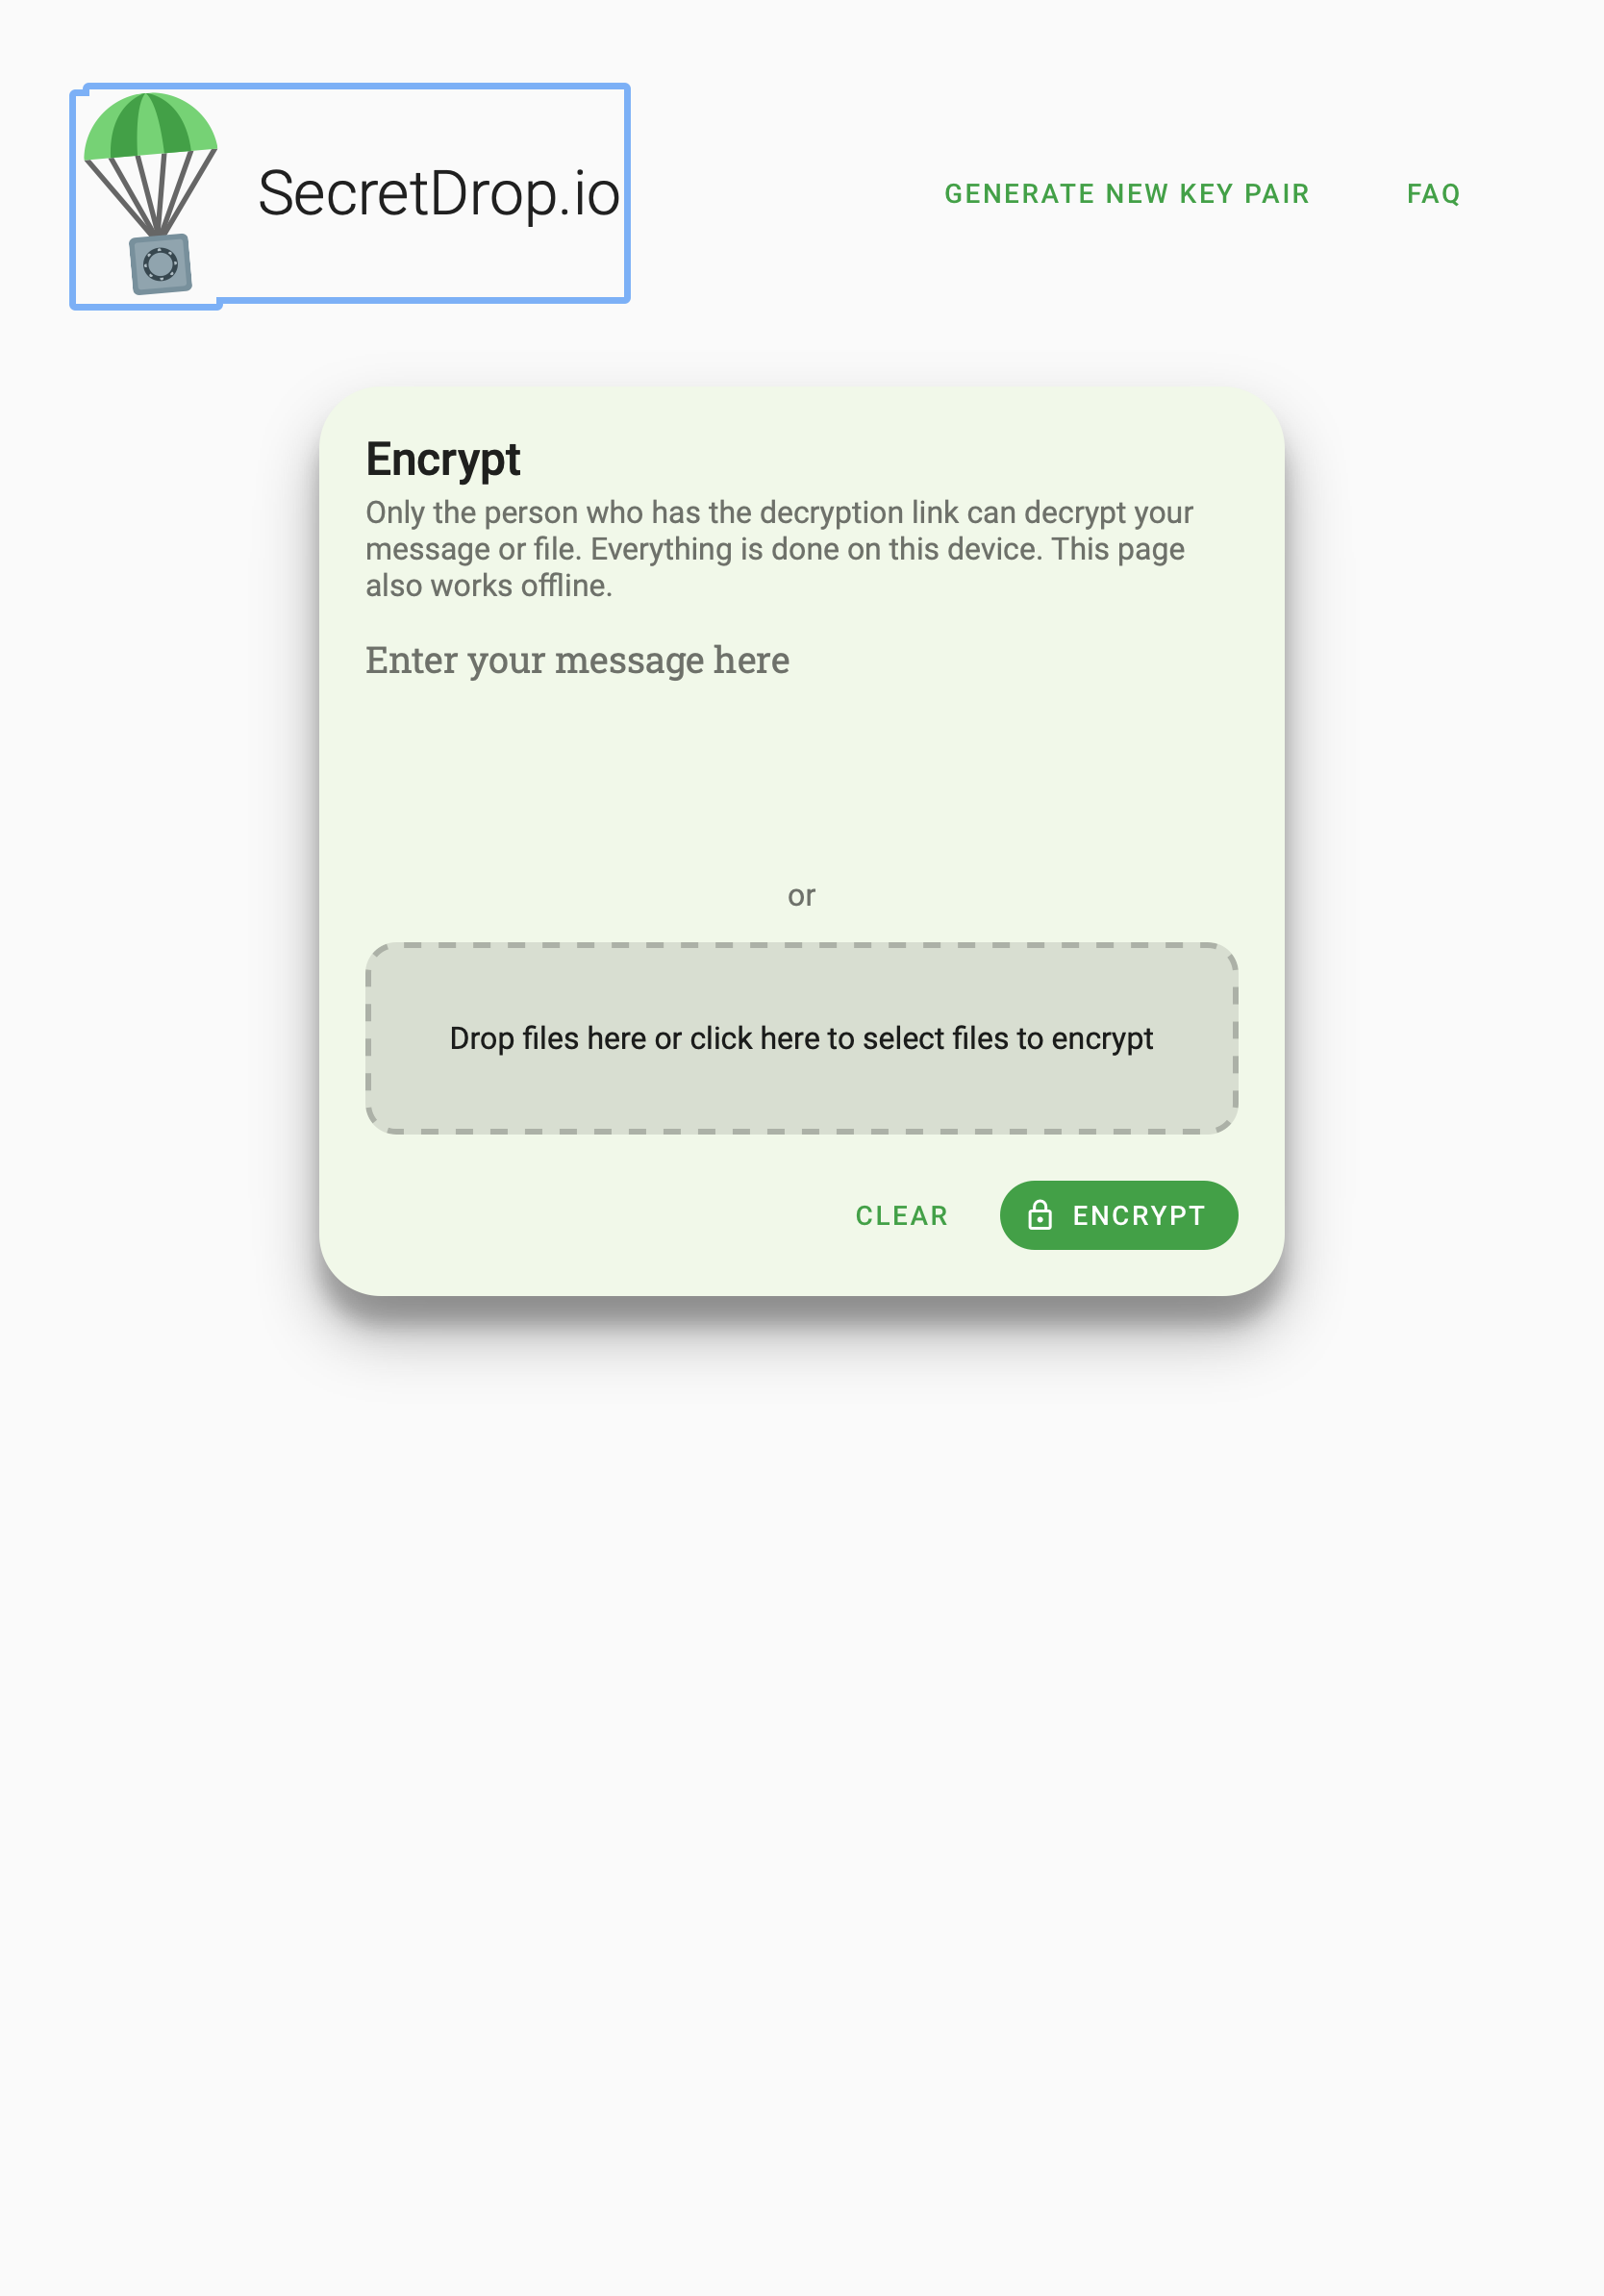 SecretDrop.io
GENERATE NEW KEY PAIR
FAQ
Encrypt
Only the person who has the decryption link can decrypt your
message or file. Everything is done on this device. This page
also works offline.
Enter your message here
or
Drop files here or click here to select files to encrypt
CLEAR
ENCRYPT